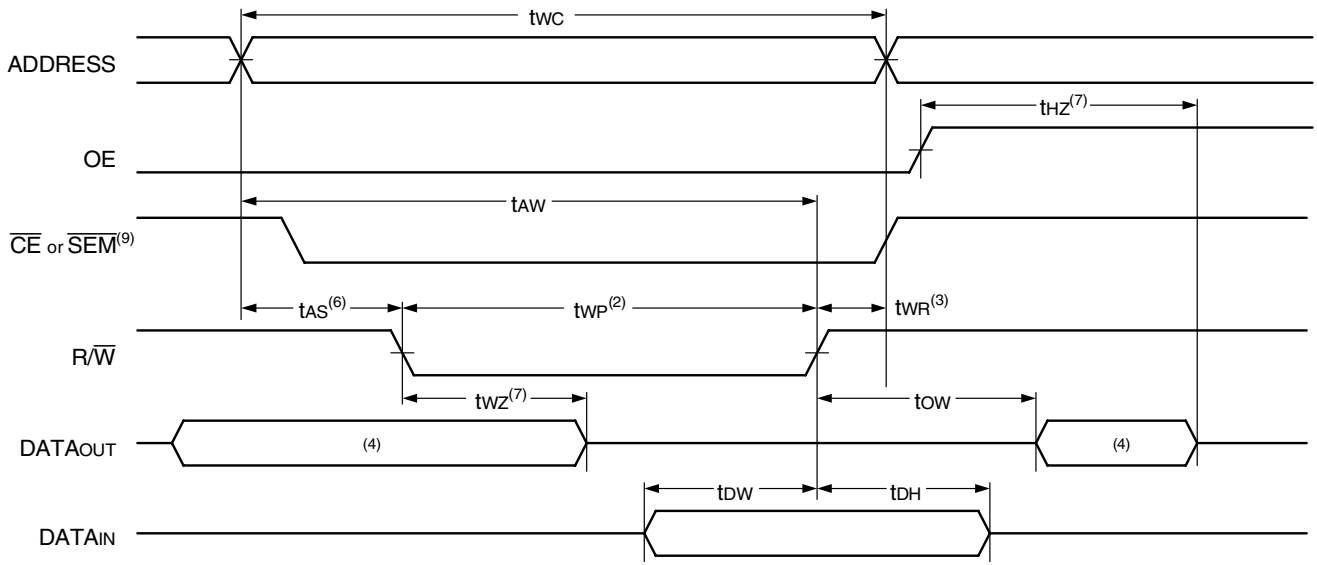 tWC
ADDRESS
tHZ(7)
OE
tAW
CE or SEM(9)
tAS(6) tWP(2) tWR(3)
R/W
tWZ(7) tOW
DATAOUT (4) (4)
tDW tDH
DATAIN